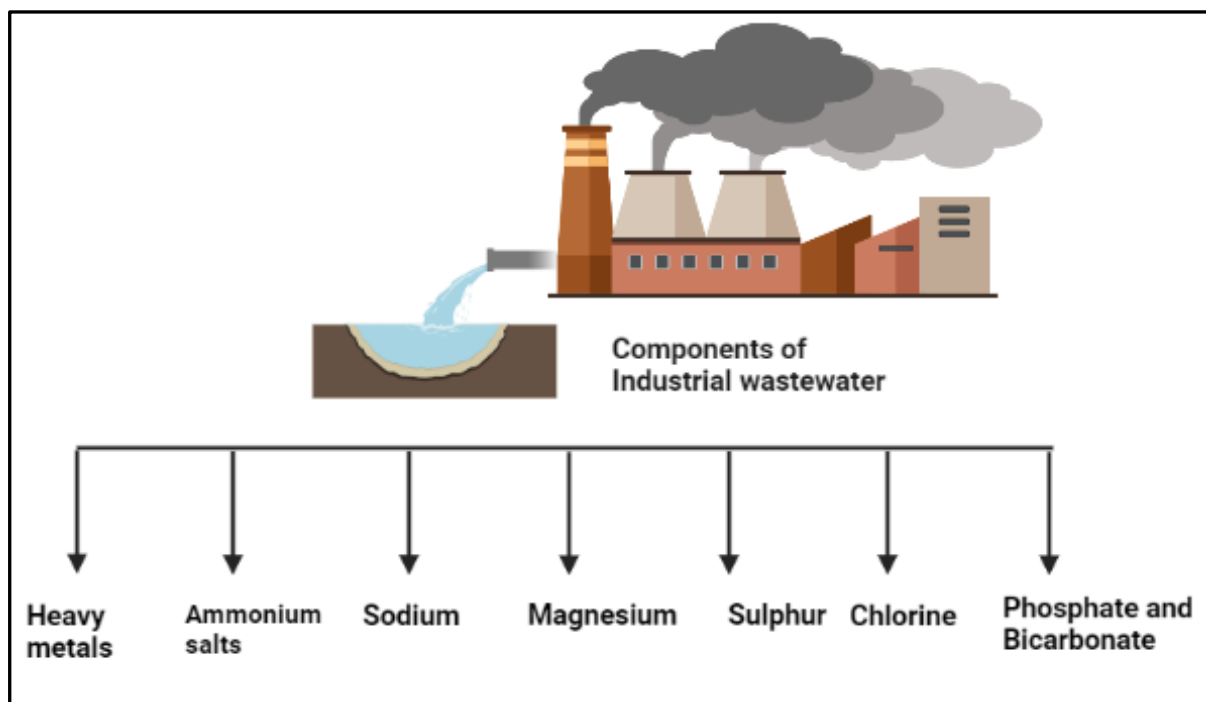 Components of
Industrial wastewater
Heavy
metals
Ammonium
salts
Sodium
Magnesium
Sulphur
Chlorine
Phosphate and
Bicarbonate